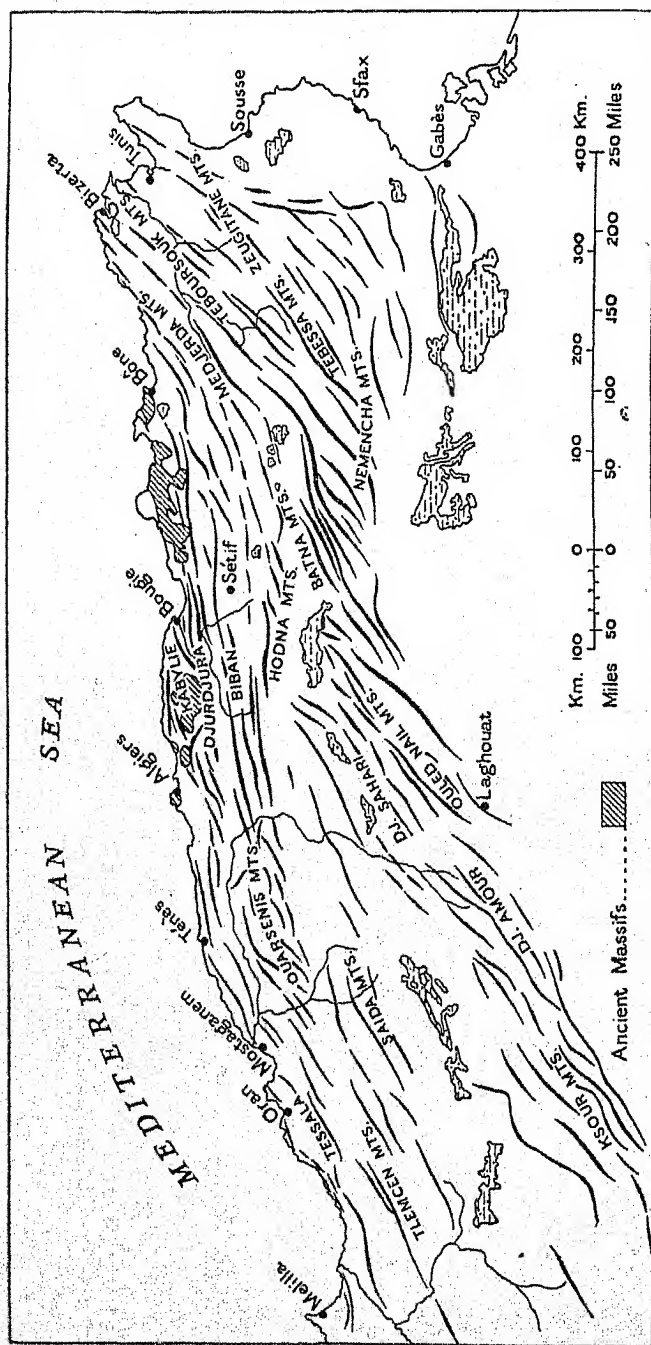 MEDITERRANEAN SEA
Melilla
Oran
Mostaganem
Ténès
Algiers
Bougie
Bône
Bizerta
Tunis
Sousse
Sfax
Gabès
Sétif
Laghouat
TESSALA
TLEMCEN MTS.
SAIDA MTS.
OUARSENIS MTS.
KABYLIE
DJURDJURA
BIBAN
HODNA MTS.
BATNA MTS.
MEDJERDA MTS.
TEBOURSOUK MTS
ZEUGITANE MTS.
TEBESSA MTS.
NEMENCHA MTS.
DJ. SAHARI
OULED NAIL MTS.
DJ. AMOUR
KSOUR MTS.
Ancient Massifs
Km. 100 0 100 200 300 400 Km.
Miles 50 0 50 100 150 200 250 Miles